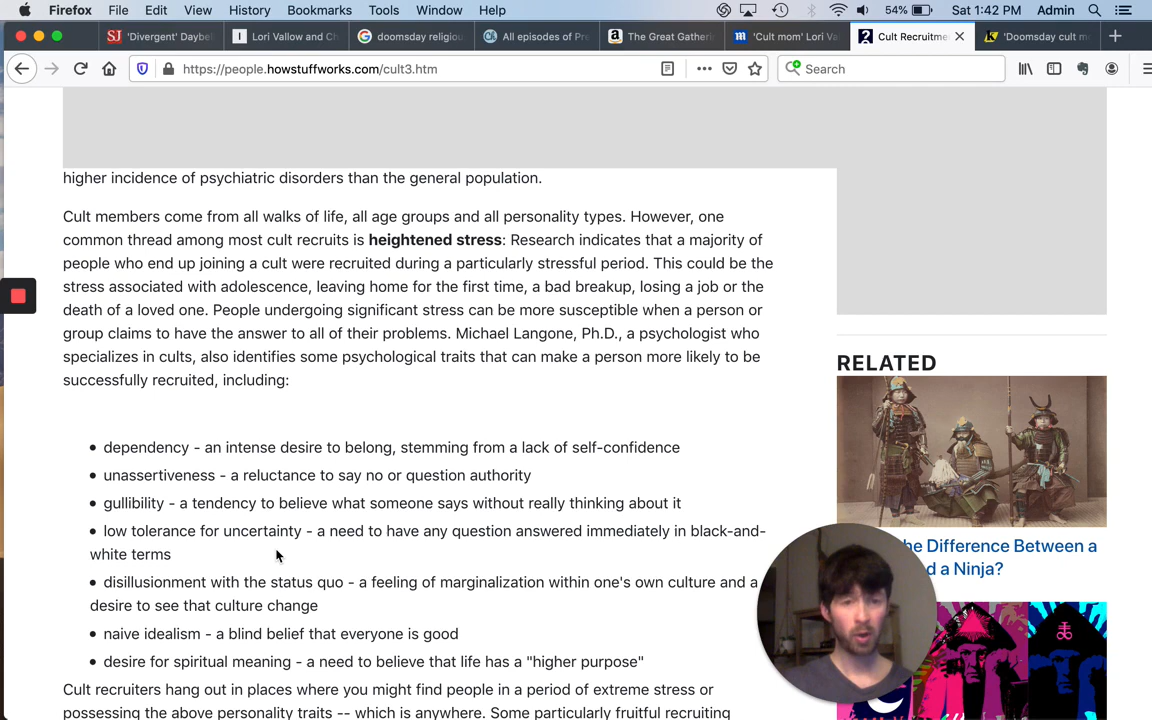 Firefox File Edit View History Bookmarks Tools Window Help 54% Sat 1:42 PM Admin
'Divergent' Daybel Lori Vallow and Ch doomsday religiou All episodes of Pre The Great Gatheri 'Cult mom' Lori Va Cult Recruitme 'Doomsday cult m
https://people.howstuffworks.com/cult3.htm Search
higher incidence of psychiatric disorders than the general population.
Cult members come from all walks of life, all age groups and all personality types. However, one
common thread among most cult recruits is heightened stress: Research indicates that a majority of
people who end up joining a cult were recruited during a particularly stressful period. This could be the
stress associated with adolescence, leaving home for the first time, a bad breakup, losing a job or the
death of a loved one. People undergoing significant stress can be more susceptible when a person or
group claims to have the answer to all of their problems. Michael Langone, Ph.D., a psychologist who
specializes in cults, also identifies some psychological traits that can make a person more likely to be
successfully recruited, including:
• dependency - an intense desire to belong, stemming from a lack of self-confidence
• unassertiveness - a reluctance to say no or question authority
• gullibility - a tendency to believe what someone says without really thinking about it
• low tolerance for uncertainty - a need to have any question answered immediately in black-and-
white terms
• disillusionment with the status quo - a feeling of marginalization within one's own culture and a
desire to see that culture change
• naive idealism - a blind belief that everyone is good
• desire for spiritual meaning - a need to believe that life has a "higher purpose"
Cult recruiters hang out in places where you might find people in a period of extreme stress or
possessing the above personality traits -- which is anywhere. Some particularly fruitful recruiting
RELATED
he Difference Between a
d a Ninja?